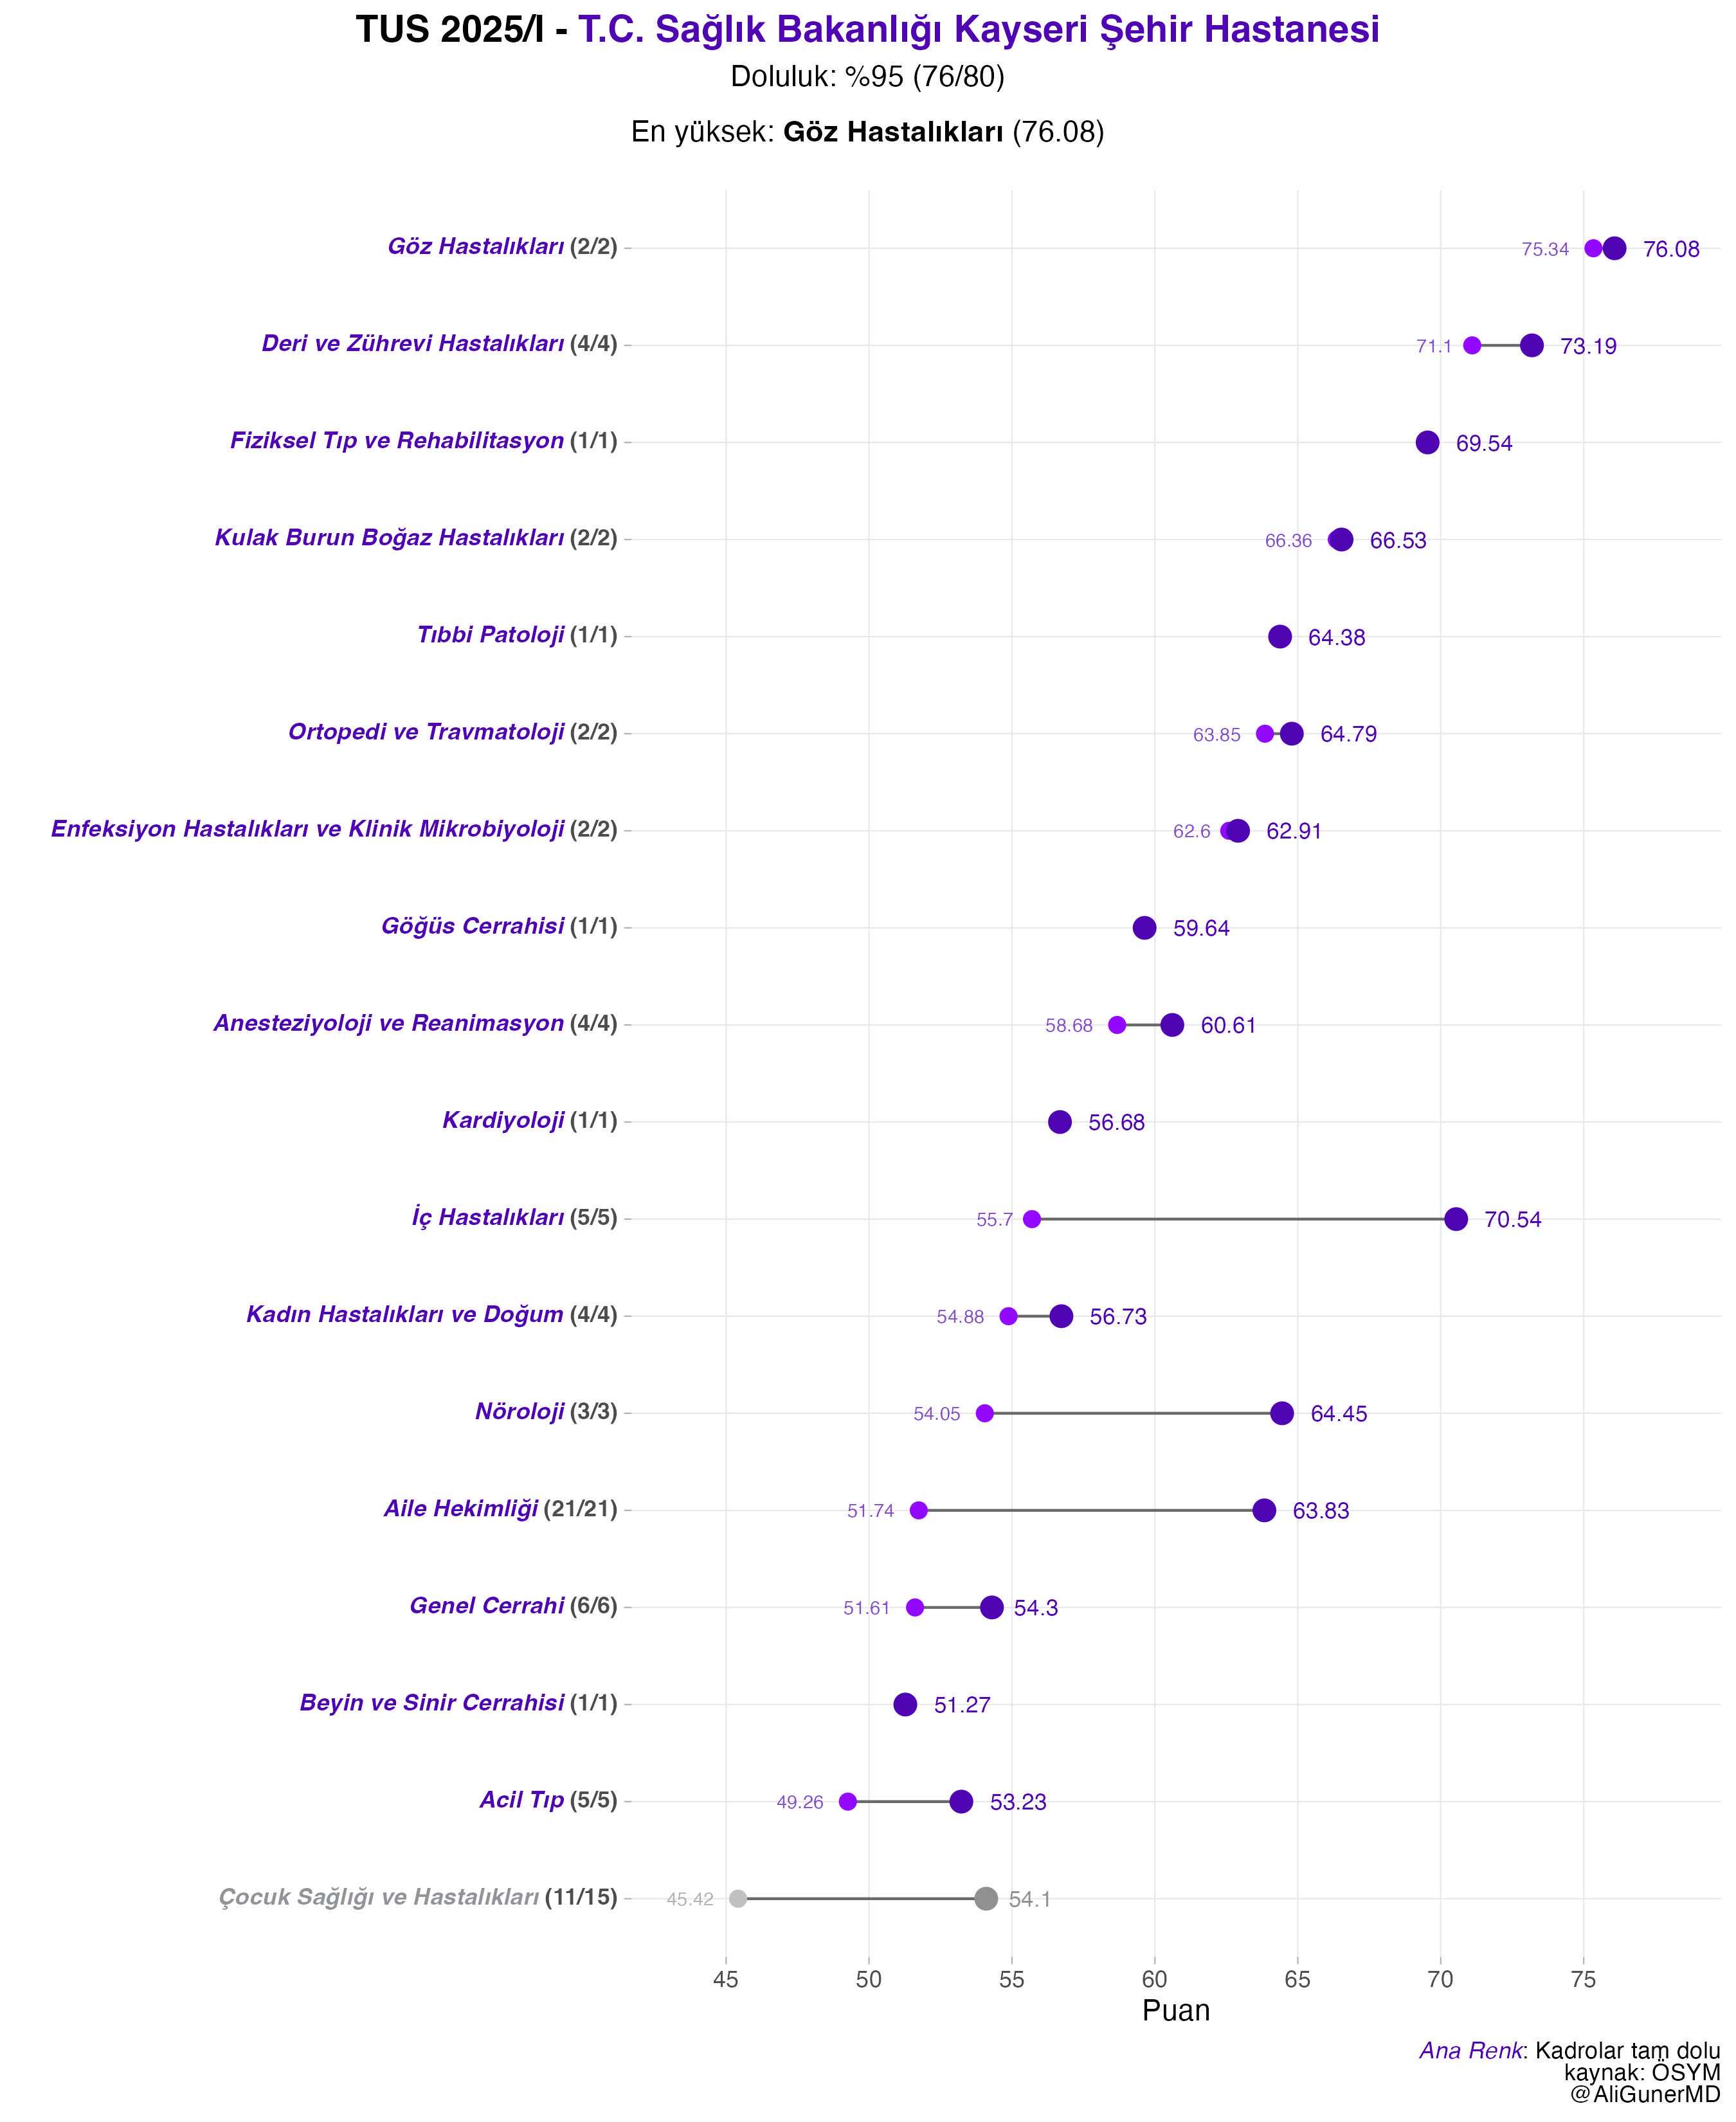 TUS 2025/I - T.C. Sağlık Bakanlığı Kayseri Şehir Hastanesi
Doluluk: %95 (76/80)
En yüksek: Göz Hastalıkları (76.08)
Göz Hastalıkları (2/2) 75.34 76.08
Deri ve Zührevi Hastalıkları (4/4) 71.1 73.19
Fiziksel Tıp ve Rehabilitasyon (1/1) 69.54
Kulak Burun Boğaz Hastalıkları (2/2) 66.36 66.53
Tıbbi Patoloji (1/1) 64.38
Ortopedi ve Travmatoloji (2/2) 63.85 64.79
Enfeksiyon Hastalıkları ve Klinik Mikrobiyoloji (2/2) 62.6 62.91
Göğüs Cerrahisi (1/1) 59.64
Anesteziyoloji ve Reanimasyon (4/4) 58.68 60.61
Kardiyoloji (1/1) 56.68
İç Hastalıkları (5/5) 55.7 70.54
Kadın Hastalıkları ve Doğum (4/4) 54.88 56.73
Nöroloji (3/3) 54.05 64.45
Aile Hekimliği (21/21) 51.74 63.83
Genel Cerrahi (6/6) 51.61 54.3
Beyin ve Sinir Cerrahisi (1/1) 51.27
Acil Tıp (5/5) 49.26 53.23
Çocuk Sağlığı ve Hastalıkları (11/15) 45.42 54.1
45 50 55 60 65 70 75
Puan
Ana Renk: Kadrolar tam dolu
kaynak: ÖSYM
@AliGunerMD